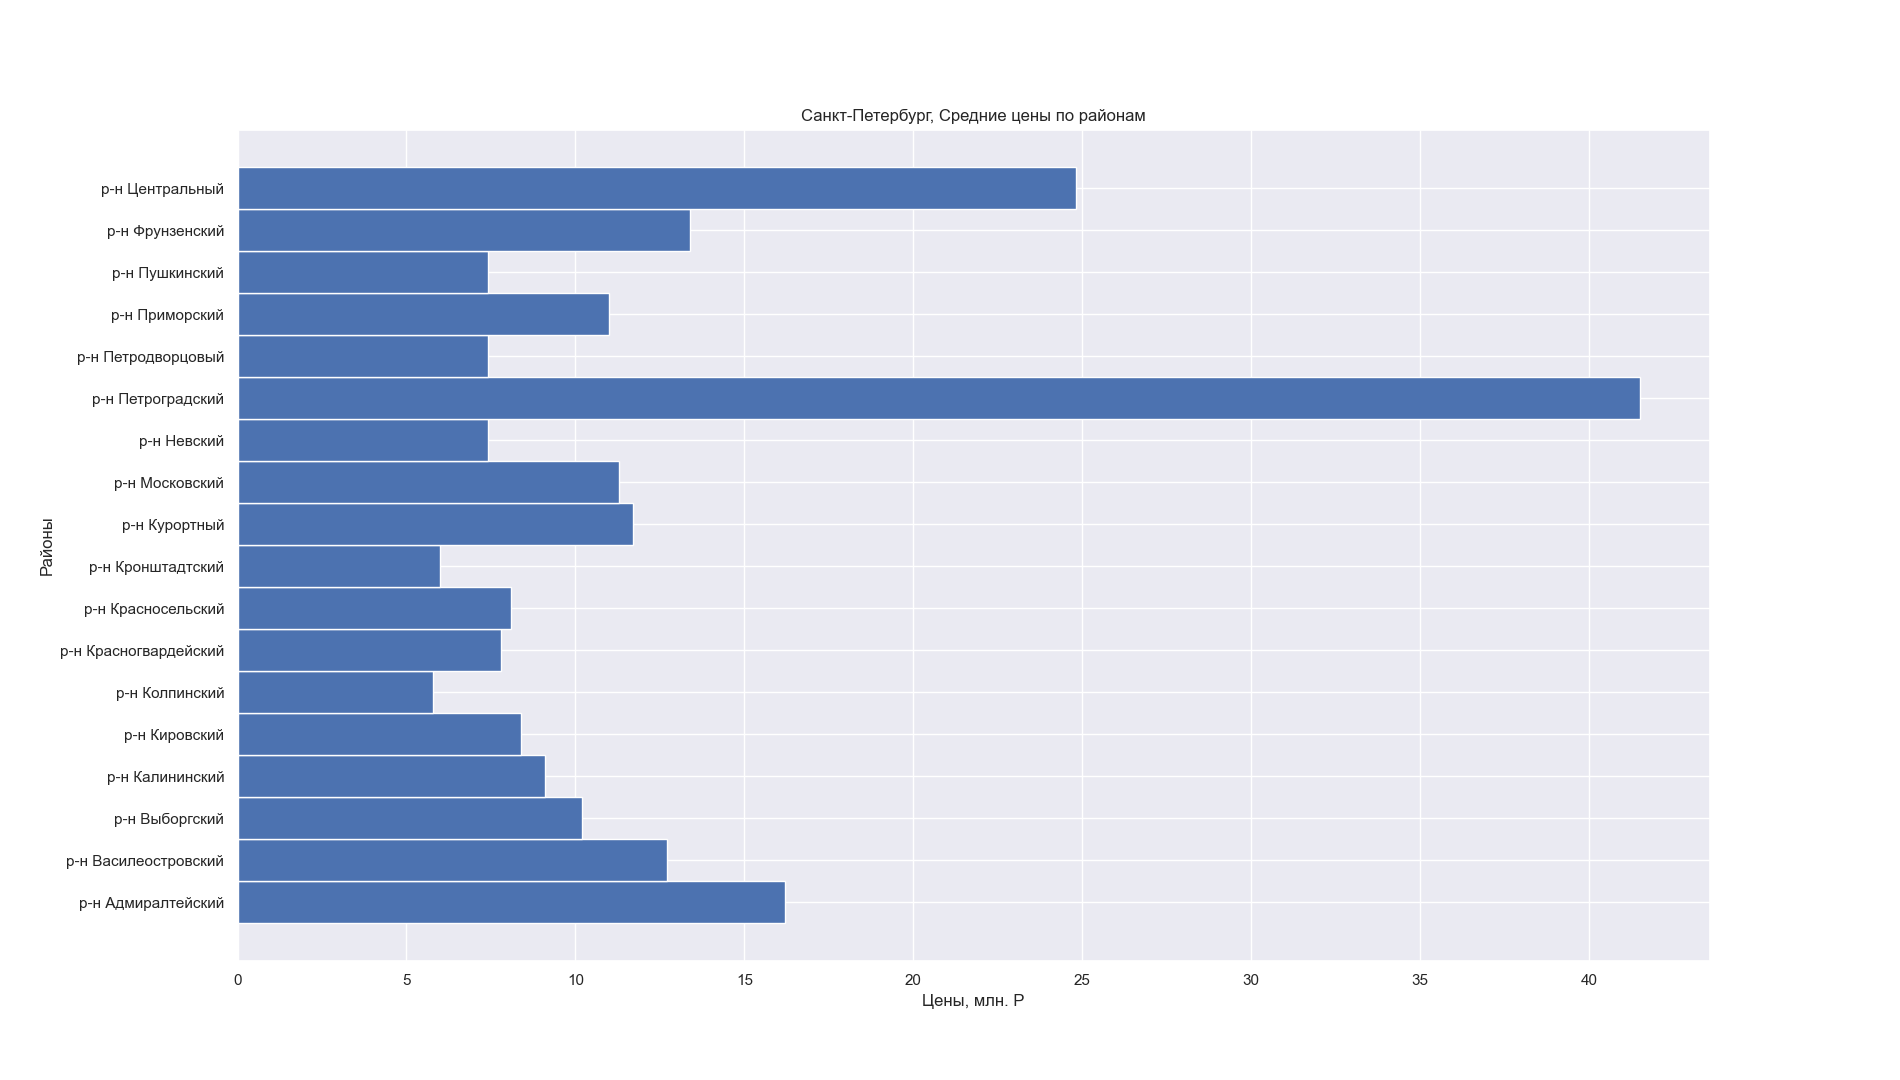 Санкт-Петербург, Средние цены по районам
р-н Центральный
р-н Фрунзенский
р-н Пушкинский
р-н Приморский
р-н Петродворцовый
р-н Петроградский
р-н Невский
р-н Московский
р-н Курортный
р-н Кронштадтский
р-н Красносельский
р-н Красногвардейский
р-н Колпинский
р-н Кировский
р-н Калининский
р-н Выборгский
р-н Василеостровский
р-н Адмиралтейский
Районы
0 5 10 15 20 25 30 35 40
Цены, млн. Р